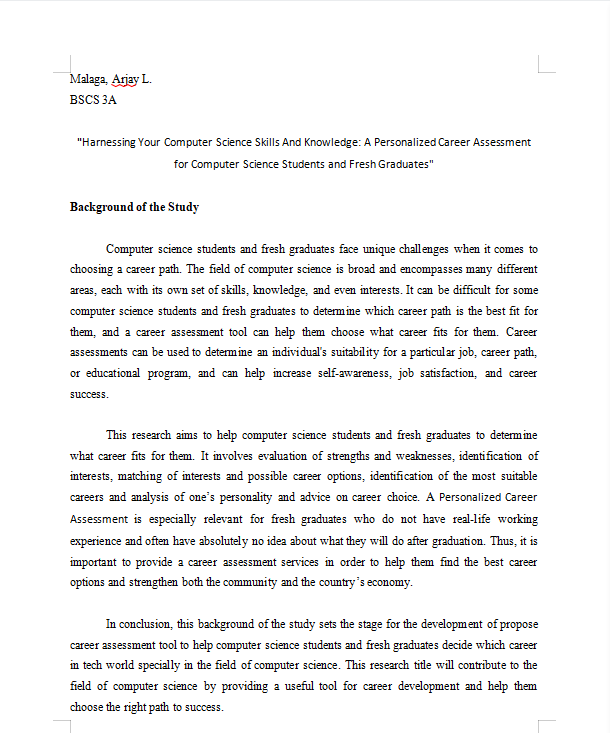 Malaga, Arjay L.
BSCS 3A
"Harnessing Your Computer Science Skills And Knowledge: A Personalized Career Assessment
for Computer Science Students and Fresh Graduates"
Background of the Study
Computer science students and fresh graduates face unique challenges when it comes to
choosing a career path. The field of computer science is broad and encompasses many different
areas, each with its own set of skills, knowledge, and even interests. It can be difficult for some
computer science students and fresh graduates to determine which career path is the best fit for
them, and a career assessment tool can help them choose what career fits for them. Career
assessments can be used to determine an individual's suitability for a particular job, career path,
or educational program, and can help increase self-awareness, job satisfaction, and career
success.
This research aims to help computer science students and fresh graduates to determine
what career fits for them. It involves evaluation of strengths and weaknesses, identification of
interests, matching of interests and possible career options, identification of the most suitable
careers and analysis of one's personality and advice on career choice. A Personalized Career
Assessment is especially relevant for fresh graduates who do not have real-life working
experience and often have absolutely no idea about what they will do after graduation. Thus, it is
important to provide a career assessment services in order to help them find the best career
options and strengthen both the community and the country's economy.
In conclusion, this background of the study sets the stage for the development of propose
career assessment tool to help computer science students and fresh graduates decide which career
in tech world specially in the field of computer science. This research title will contribute to the
field of computer science by providing a useful tool for career development and help them
choose the right path to success.